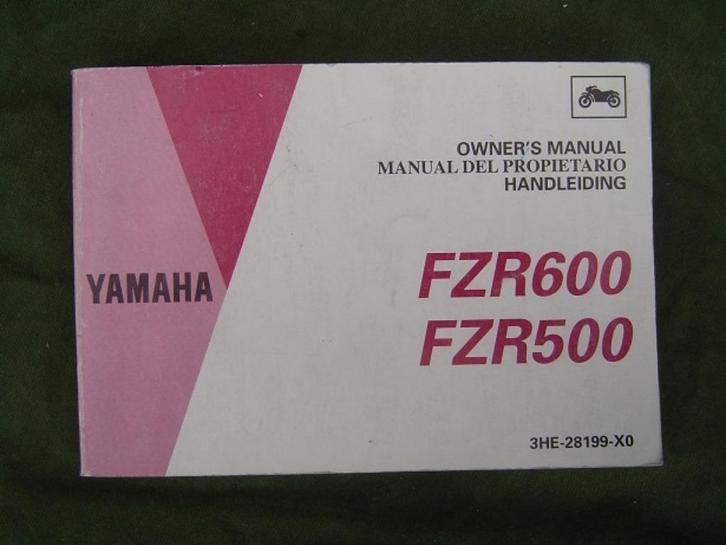 OWNER'S MANUAL
MANUAL DEL PROPIETARIO
HANDLEIDING
YAMAHA
FZR600
FZR500
3HE-28199-X0